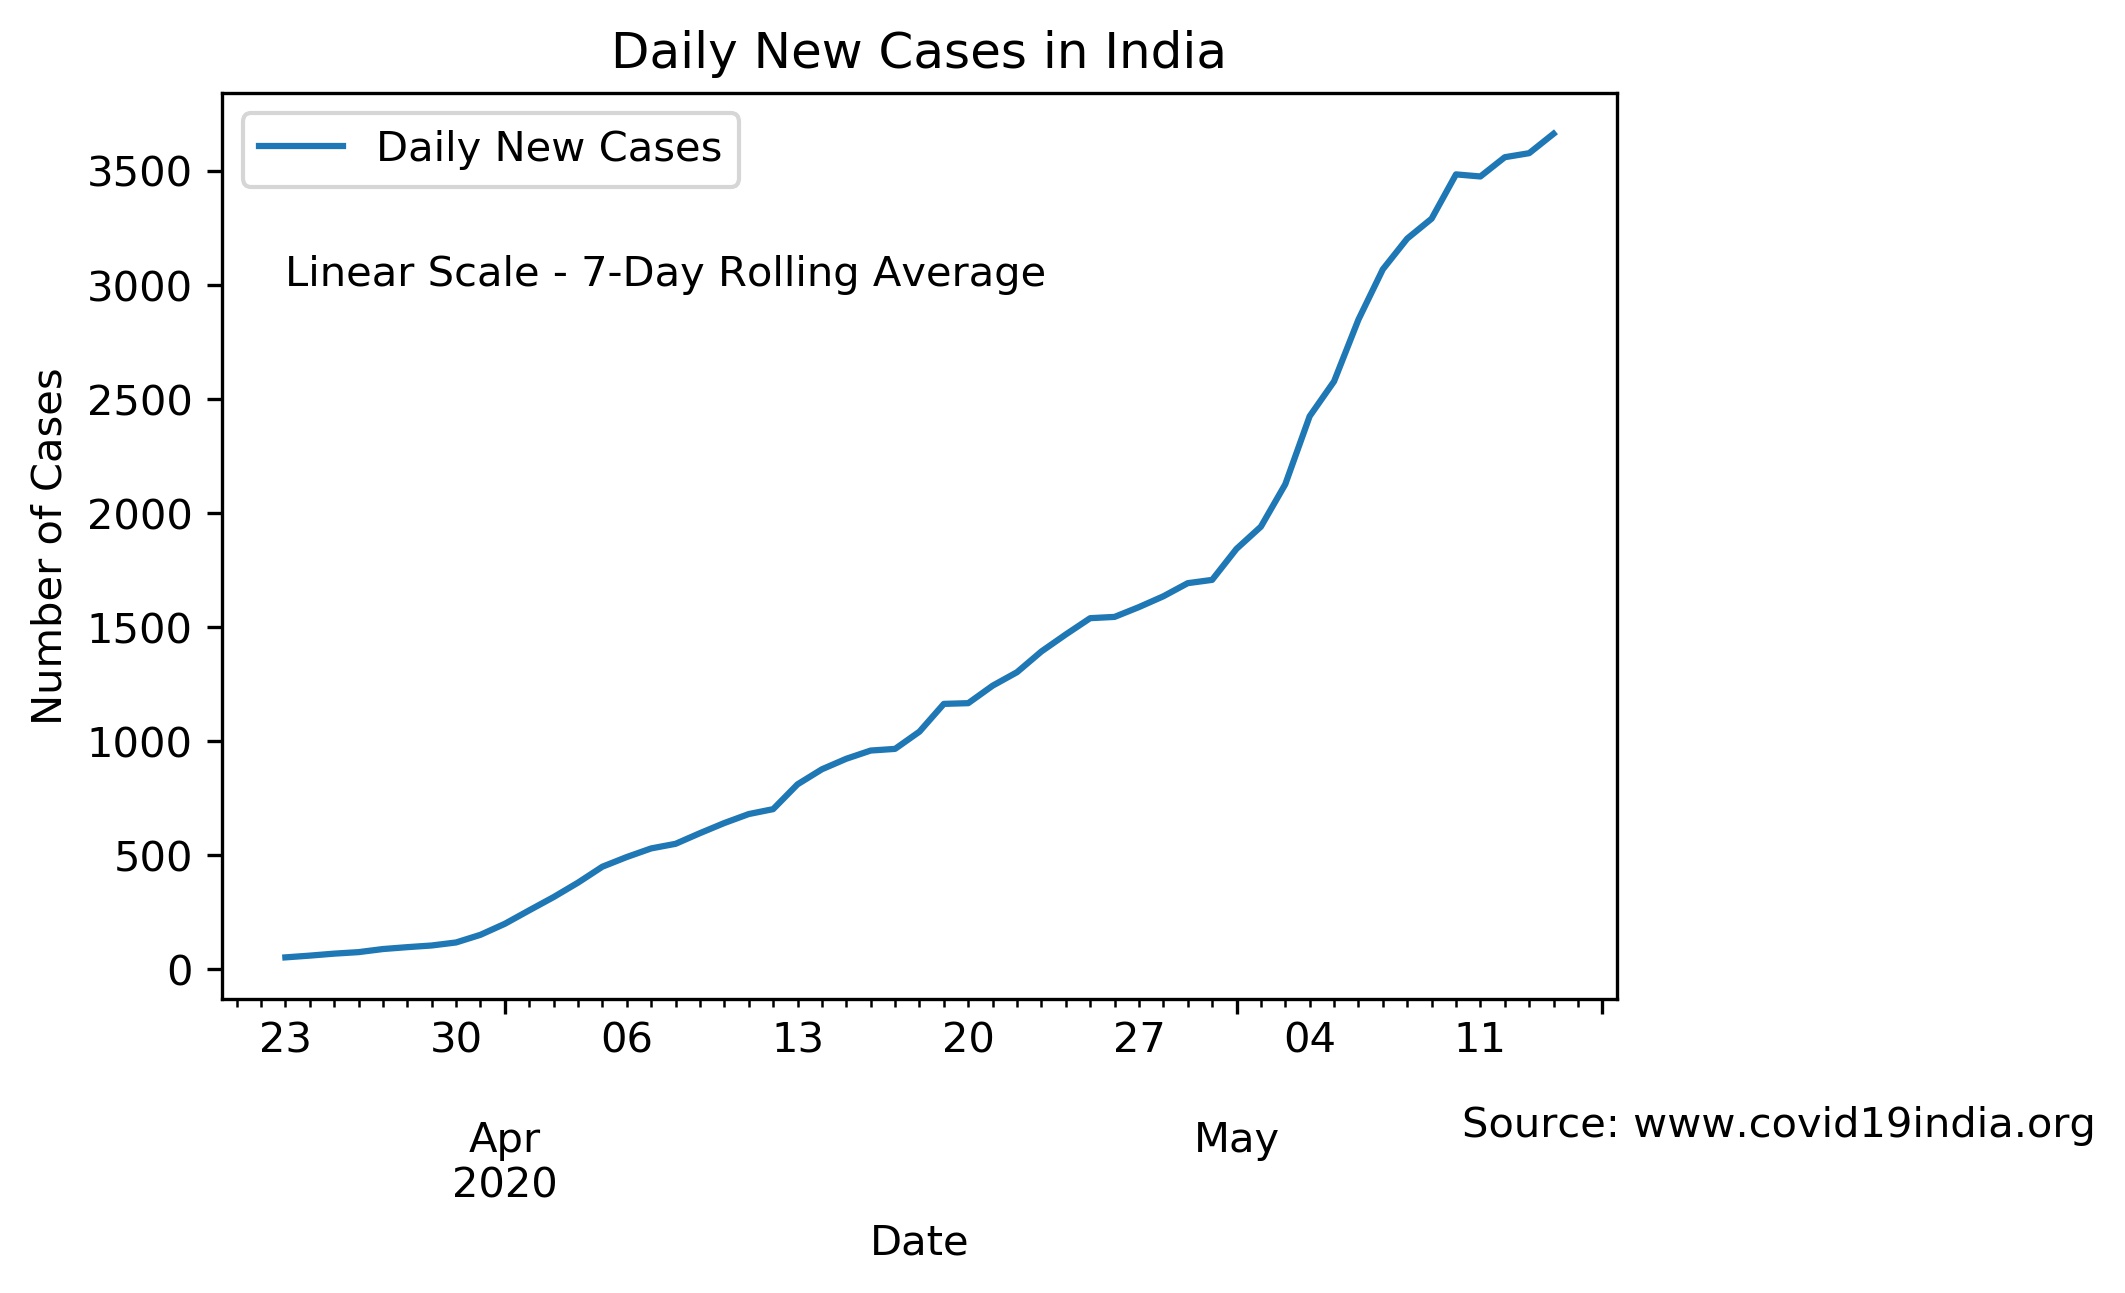 Daily New Cases in India
Daily New Cases
Linear Scale - 7-Day Rolling Average
Number of Cases
3500
3000
2500
2000
1500
1000
500
0
23 30 06 13 20 27 04 11
Apr May
2020
Date
Source: www.covid19india.org